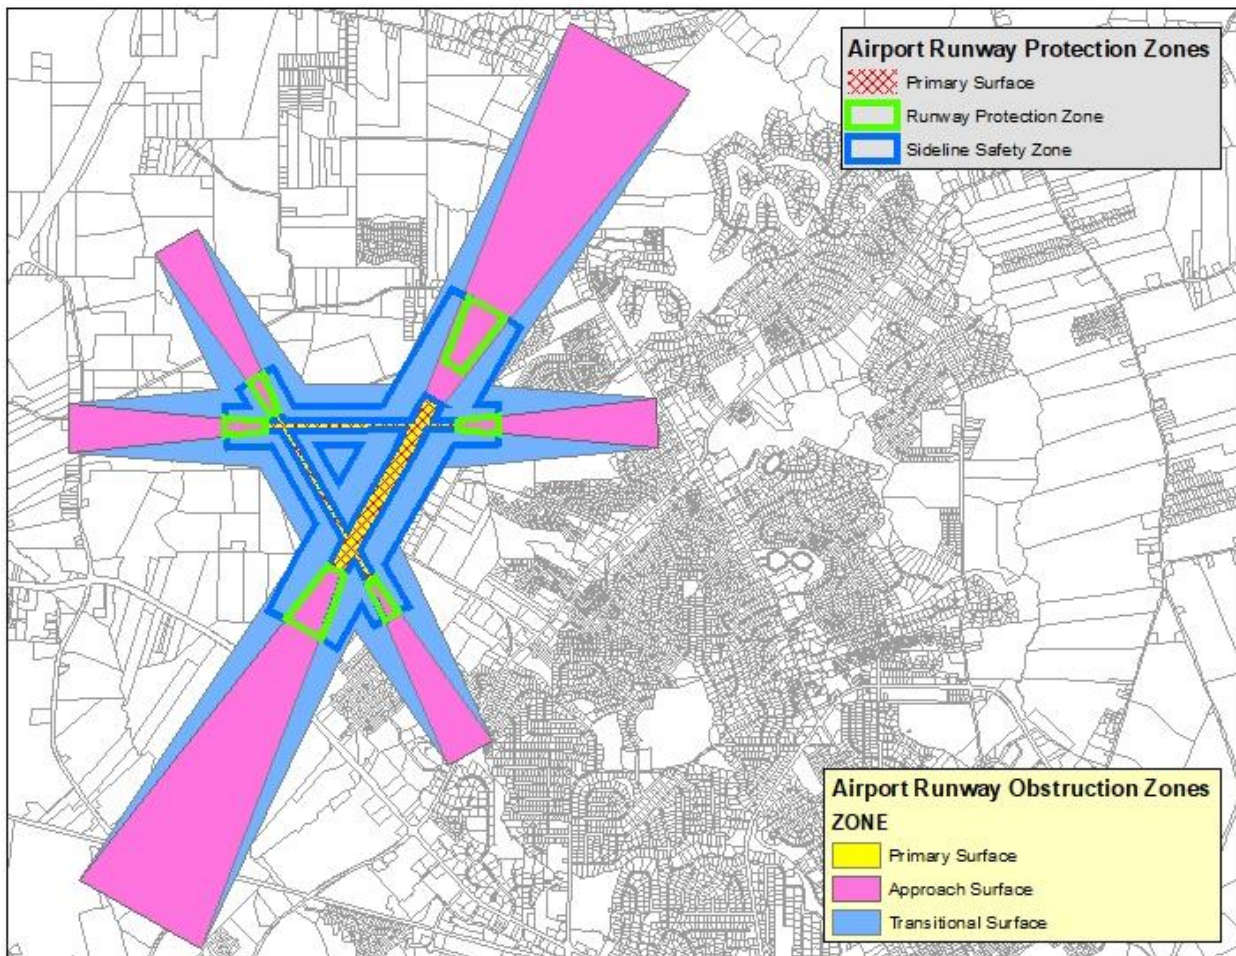 Airport Runway Protection Zones
Primary Surface
Runway Protection Zone
Sideline Safety Zone
Airport Runway Obstruction Zones
ZONE
Primary Surface
Approach Surface
Transitional Surface